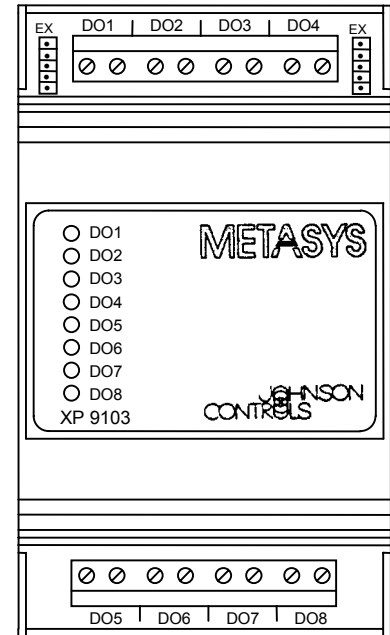 EX DO1 DO2 DO3 DO4 EX
DO1
METASYS
DO2
DO3
DO4
DO5
DO6
DO7
DO8
JOHNSON
CONTROLS
XP 9103
DO5 DO6 DO7 DO8